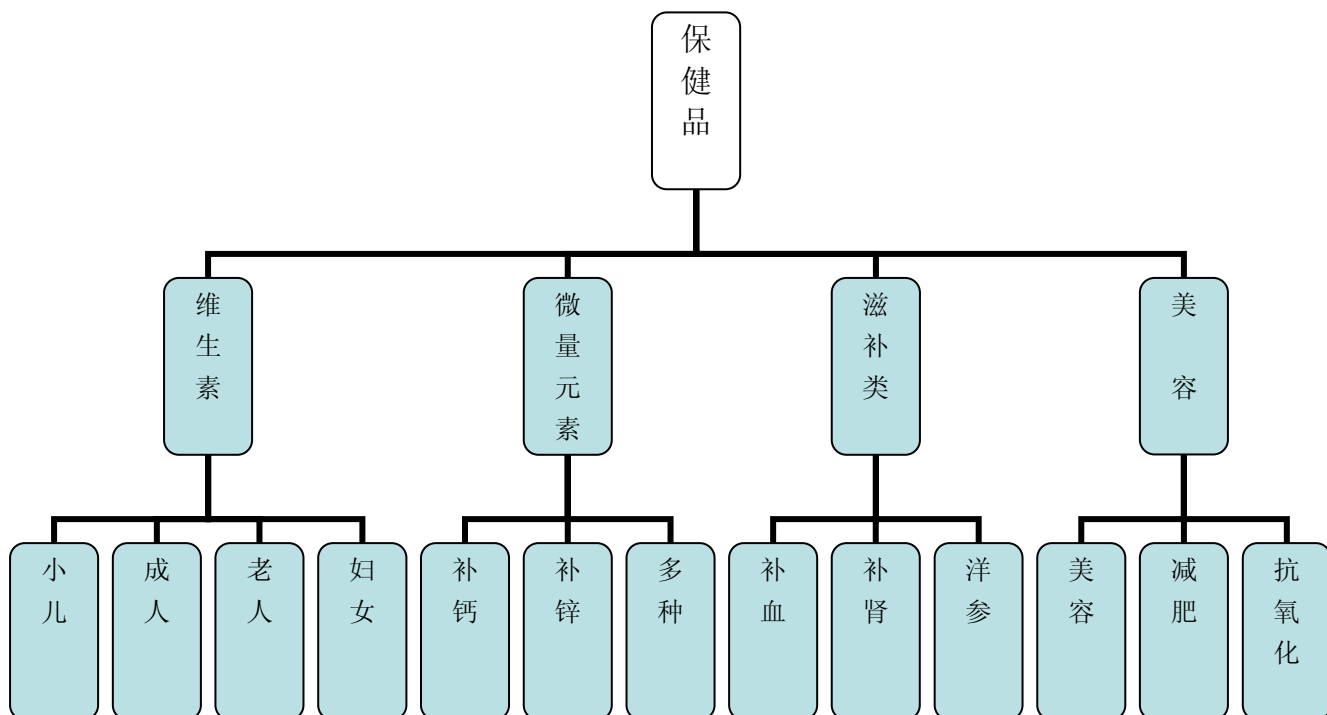 保健品
维生素
微量元素
滋补类
美容
小儿
成人
老人
妇女
补钙
补锌
多种
补血
补肾
洋参
美容
减肥
抗氧化